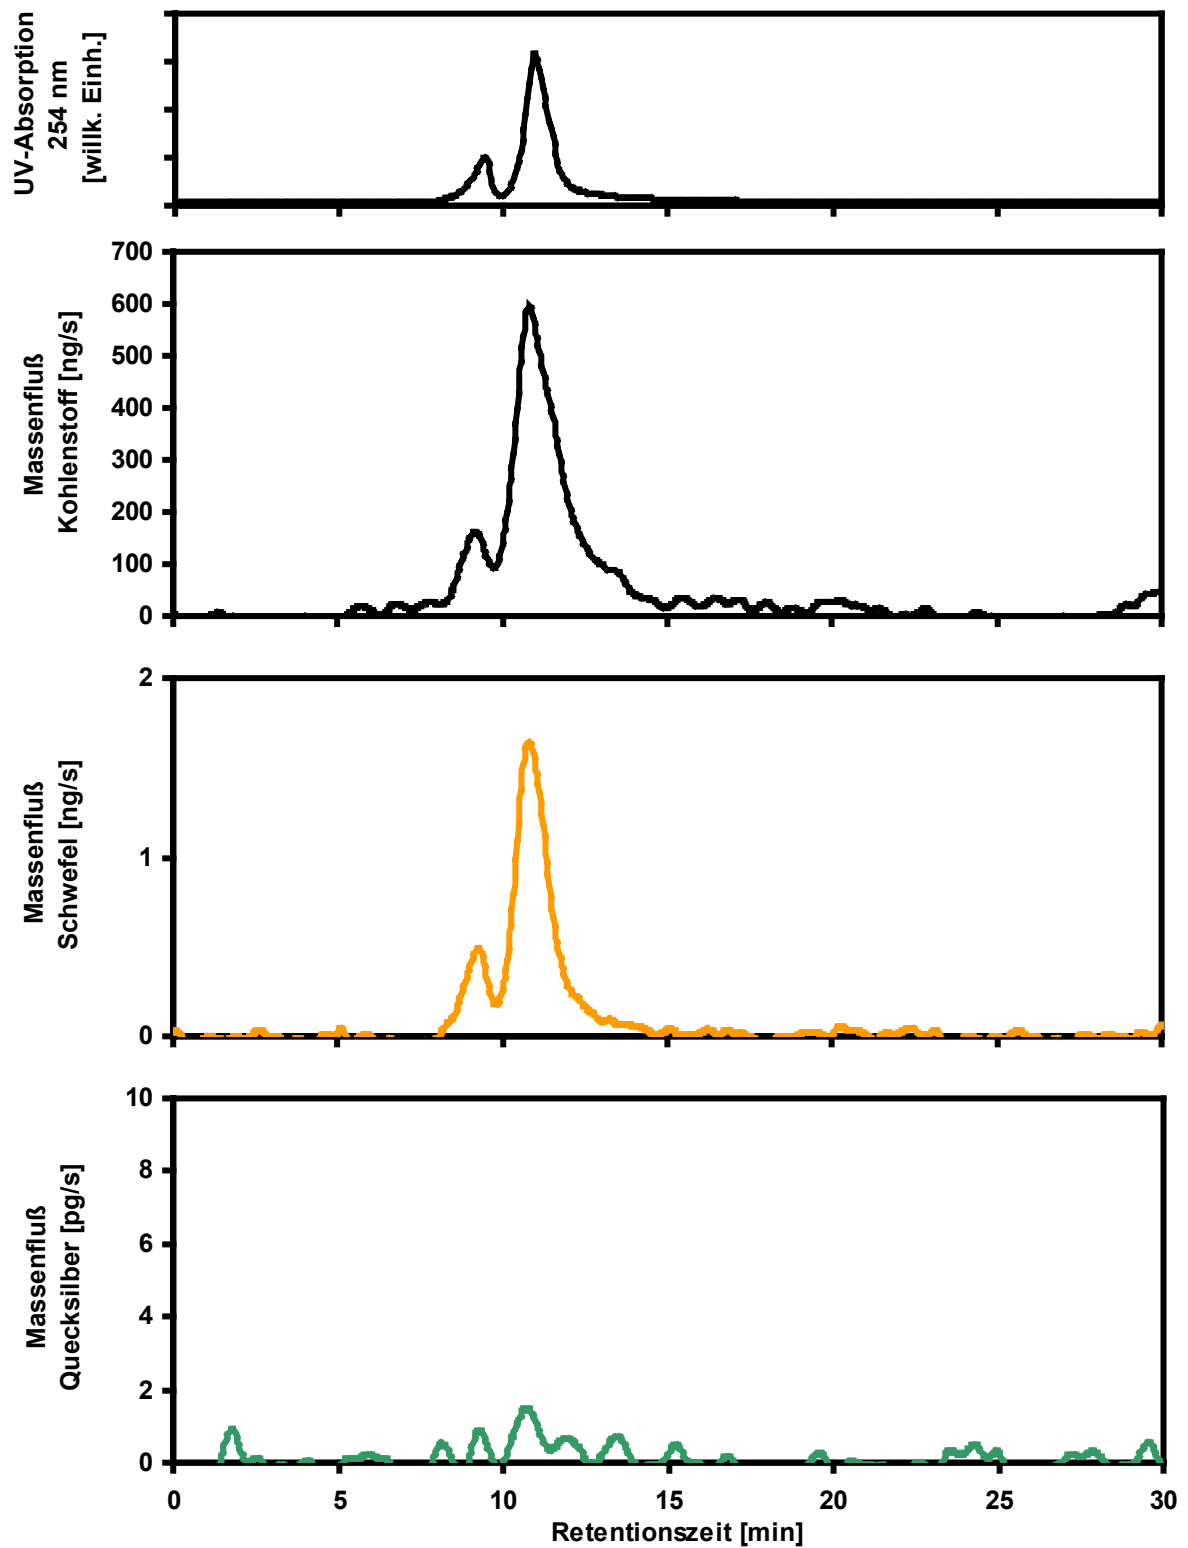 UV-Absorption
254 nm
[willk. Einh.]
Massenfluß
Kohlenstoff [ng/s]
700
600
500
400
300
200
100
0
Massenfluß
Schwefel [ng/s]
2
1
0
Massenfluß
Quecksilber [pg/s]
10
8
6
4
2
0
0 5 10 15 20 25 30
Retentionszeit [min]